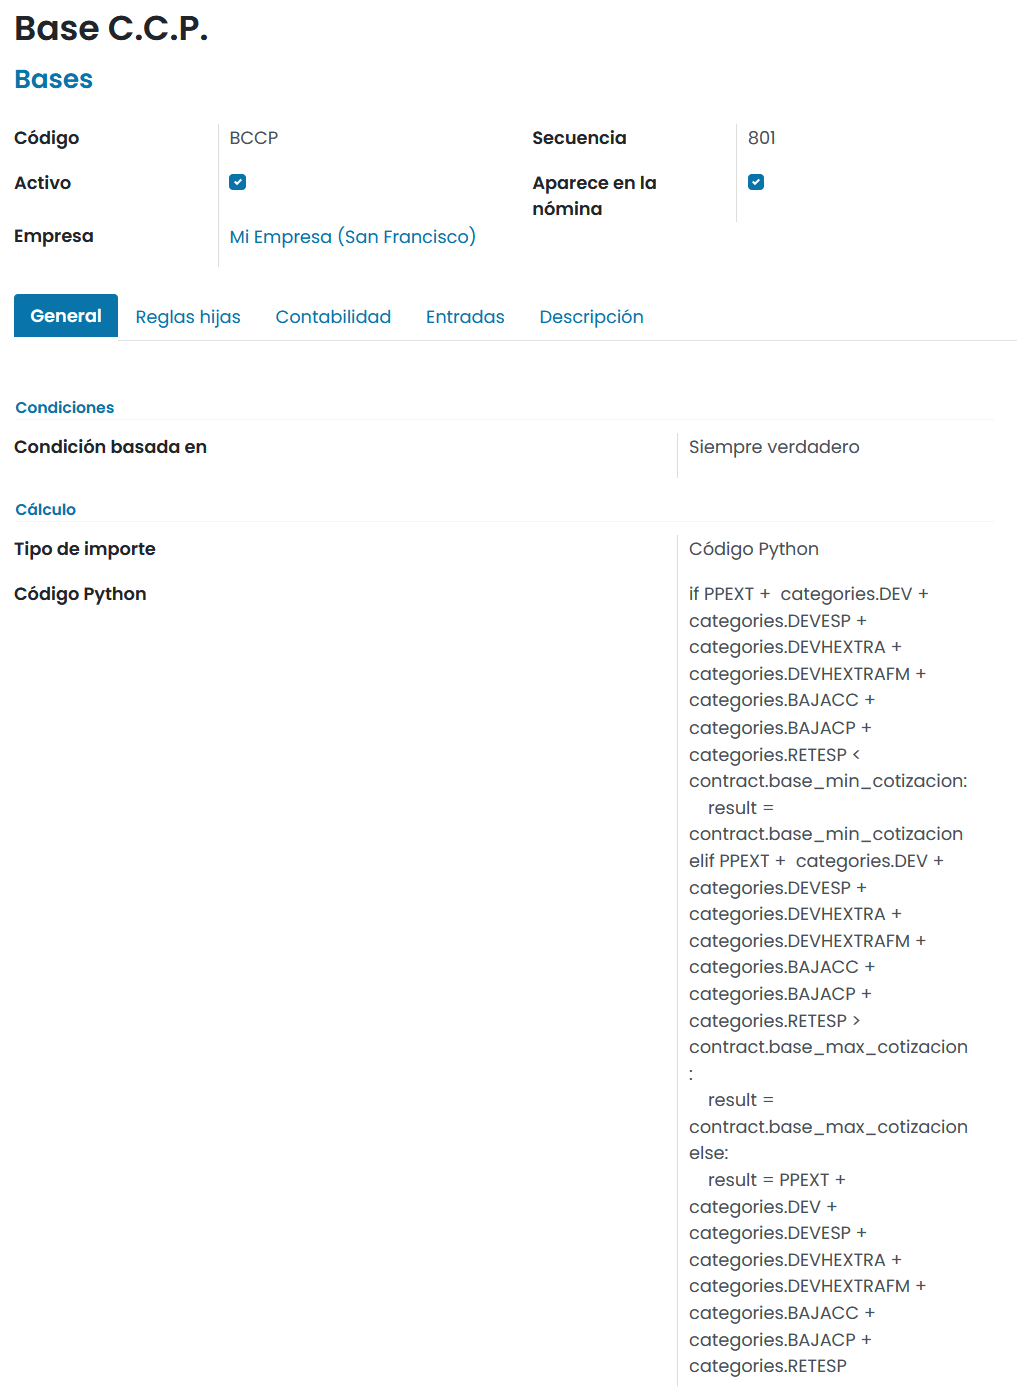 Base C.C.P.
Bases
Código BCCP Secuencia 801
Activo Aparece en la
nómina
Empresa Mi Empresa (San Francisco)
General Reglas hijas Contabilidad Entradas Descripción
Condiciones
Condición basada en Siempre verdadero
Cálculo
Tipo de importe Código Python
Código Python if PPEXT +  categories.DEV +
categories.DEVESP +
categories.DEVHEXTRA +
categories.DEVHEXTRAFM +
categories.BAJACC +
categories.BAJACP +
categories.RETESP <
contract.base_min_cotizacion:
    result =
contract.base_min_cotizacion
elif PPEXT +  categories.DEV +
categories.DEVESP +
categories.DEVHEXTRA +
categories.DEVHEXTRAFM +
categories.BAJACC +
categories.BAJACP +
categories.RETESP >
contract.base_max_cotizacion
:
    result =
contract.base_max_cotizacion
else:
    result = PPEXT +
categories.DEV +
categories.DEVESP +
categories.DEVHEXTRA +
categories.DEVHEXTRAFM +
categories.BAJACC +
categories.BAJACP +
categories.RETESP